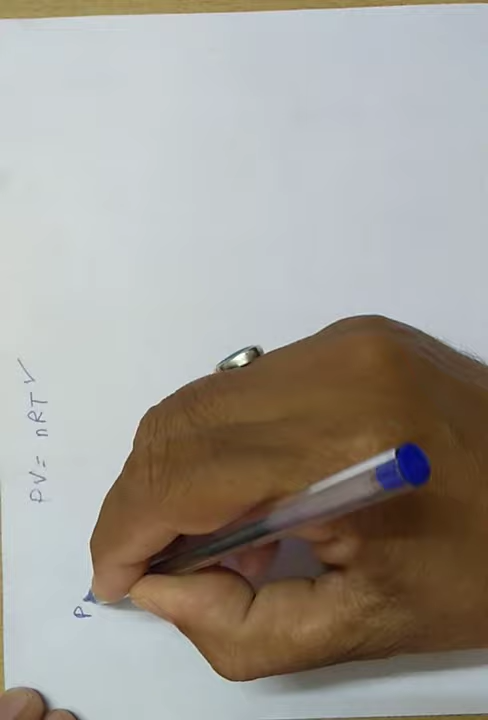 PV = nRT ✓
P